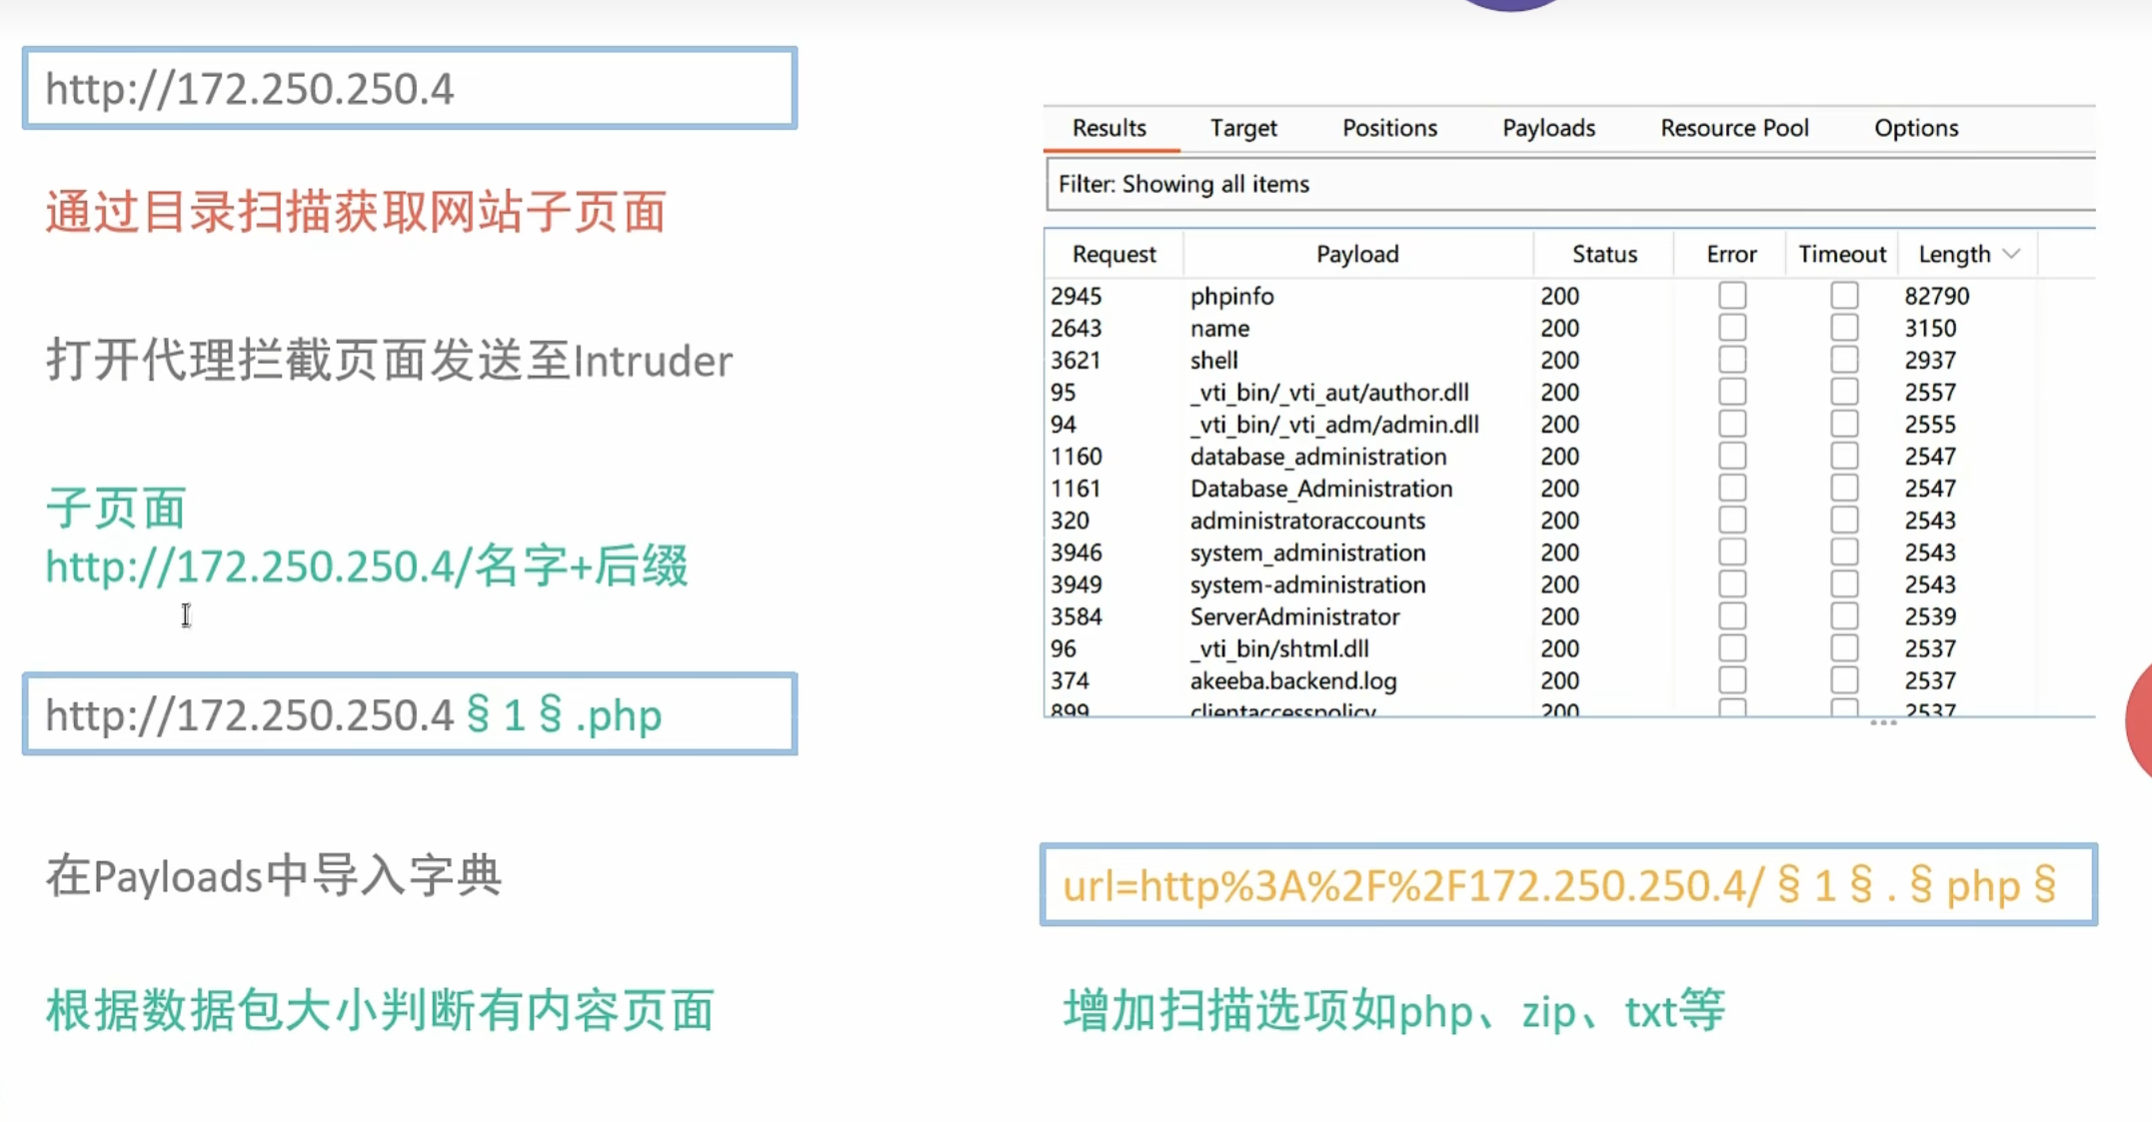 http://172.250.250.4
通过目录扫描获取网站子页面
打开代理拦截页面发送至Intruder
子页面
http://172.250.250.4/名字+后缀
http://172.250.250.4§1§.php
在Payloads中导入字典
根据数据包大小判断有内容页面
Results Target Positions Payloads Resource Pool Options
Filter: Showing all items
Request Payload Status Error Timeout Length
2945 phpinfo 200 82790
2643 name 200 3150
3621 shell 200 2937
95 _vti_bin/_vti_aut/author.dll 200 2557
94 _vti_bin/_vti_adm/admin.dll 200 2555
1160 database_administration 200 2547
1161 Database_Administration 200 2547
320 administratoraccounts 200 2543
3946 system_administration 200 2543
3949 system-administration 200 2543
3584 ServerAdministrator 200 2539
96 _vti_bin/shtml.dll 200 2537
374 akeeba.backend.log 200 2537
899 clientaccesspolicy 200 2537
url=http%3A%2F%2F172.250.250.4/§1§.§php§
增加扫描选项如php、zip、txt等